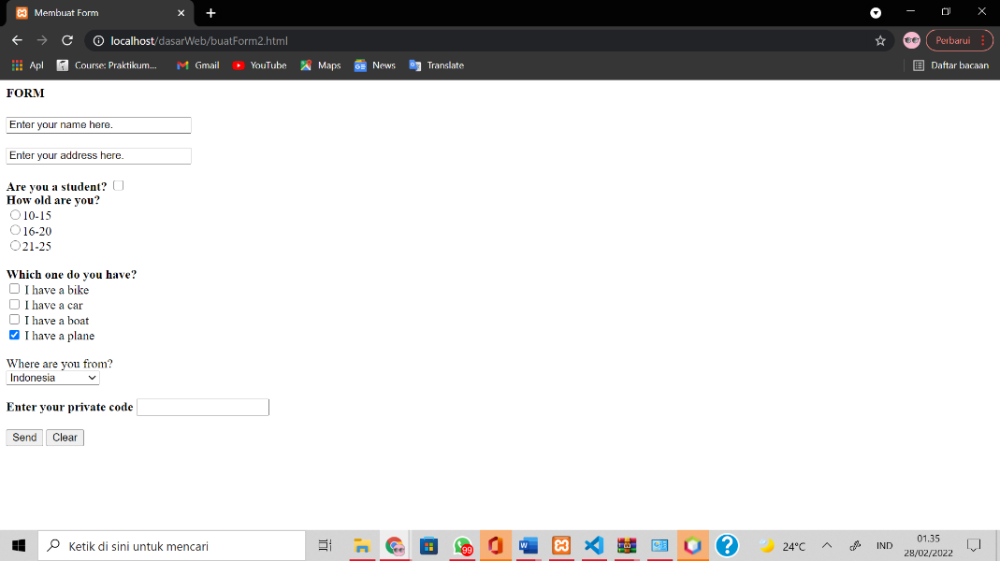 Membuat Form
localhost/dasarWeb/buatForm2.html
Perbarui
Apl Course: Praktikum... Gmail YouTube Maps News Translate Daftar bacaan
FORM
Enter your name here.
Enter your address here.
Are you a student?
How old are you?
10-15
16-20
21-25
Which one do you have?
I have a bike
I have a car
I have a boat
I have a plane
Where are you from?
Indonesia
Enter your private code
Send Clear
Ketik di sini untuk mencari
99
24°C
IND
01.35
28/02/2022